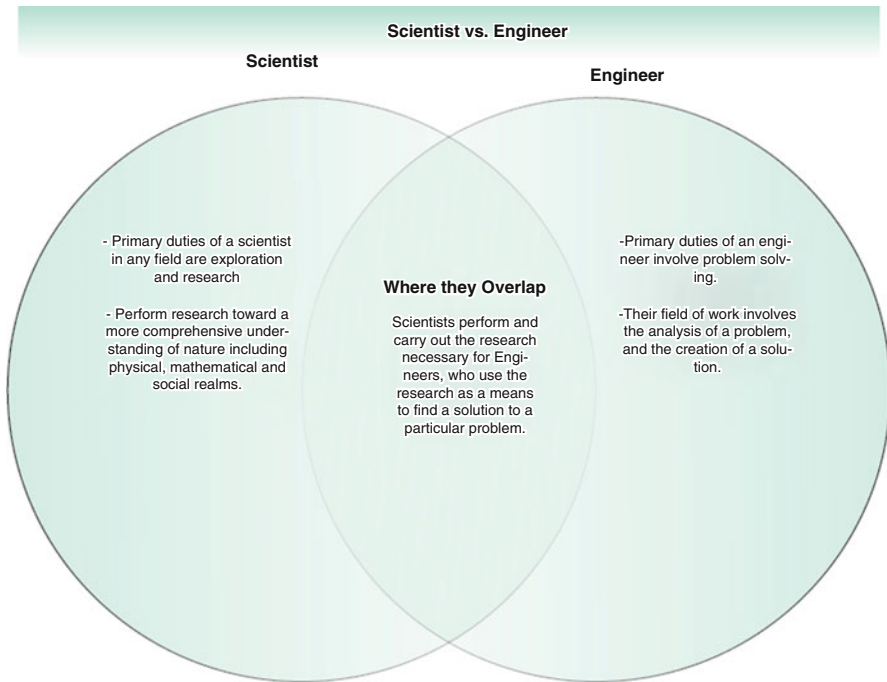 Scientist vs. Engineer
Scientist
Engineer
- Primary duties of a scientist
in any field are exploration
and research
- Perform research toward a
more comprehensive under-
standing of nature including
physical, mathematical and
social realms.
Where they Overlap
Scientists perform and
carry out the research
necessary for Engi-
neers, who use the
research as a means
to find a solution to a
particular problem.
-Primary duties of an engi-
neer involve problem solv-
ing.
-Their field of work involves
the analysis of a problem,
and the creation of a solu-
tion.